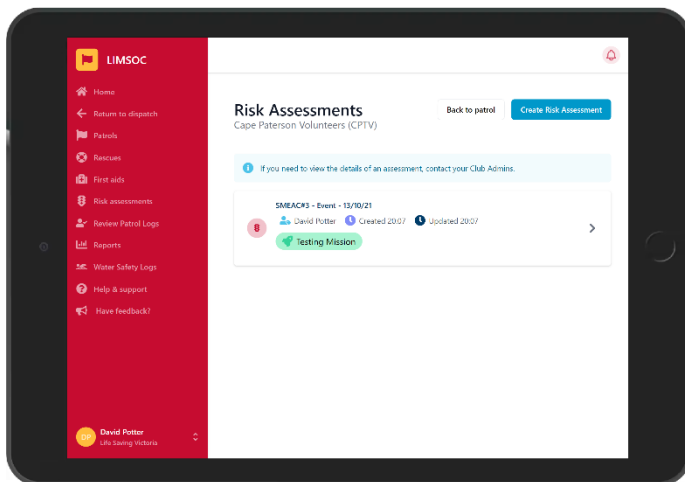 LIMSOC
Home
Return to dispatch
Patrols
Rescues
First aids
Risk assessments
Review Patrol Logs
Reports
Water Safety Logs
Help & support
Have feedback?
DP
David Potter
Life Saving Victoria
Risk Assessments
Cape Paterson Volunteers (CPTV)
Back to patrol
Create Risk Assessment
If you need to view the details of an assessment, contact your Club Admins.
SMEAC#3 - Event - 13/10/21
David Potter Created 20:07 Updated 20:07
Testing Mission